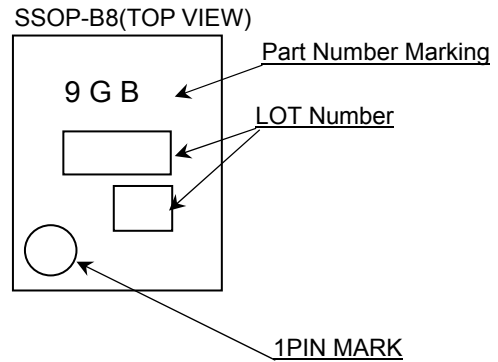 SSOP-B8(TOP VIEW)
Part Number Marking
9 G B
LOT Number
1PIN MARK